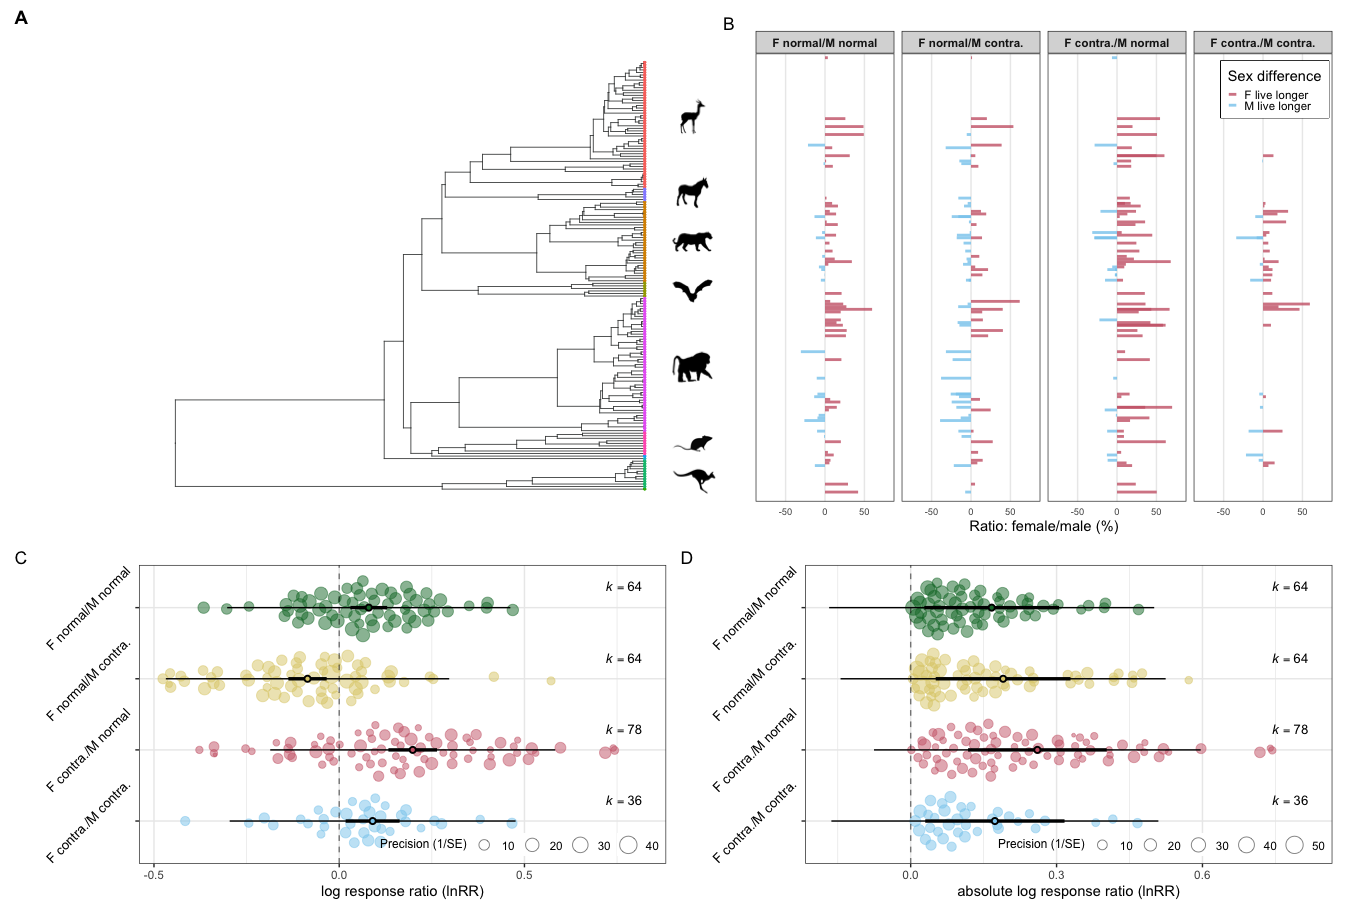 A
B
F normal/M normal
F normal/M contra.
F contra./M normal
F contra./M contra.
Sex difference
F live longer
M live longer
-50 0 50 -50 0 50 -50 0 50 -50 0 50
Ratio: female/male (%)
C
F normal/M normal
F normal/M contra.
F contra./M normal
F contra./M contra.
k = 64
k = 64
k = 78
k = 36
Precision (1/SE) 10 20 30 40
-0.5 0.0 0.5
log response ratio (lnRR)
D
F normal/M normal
F normal/M contra.
F contra./M normal
F contra./M contra.
k = 64
k = 64
k = 78
k = 36
Precision (1/SE) 10 20 30 40 50
0.0 0.3 0.6
absolute log response ratio (lnRR)